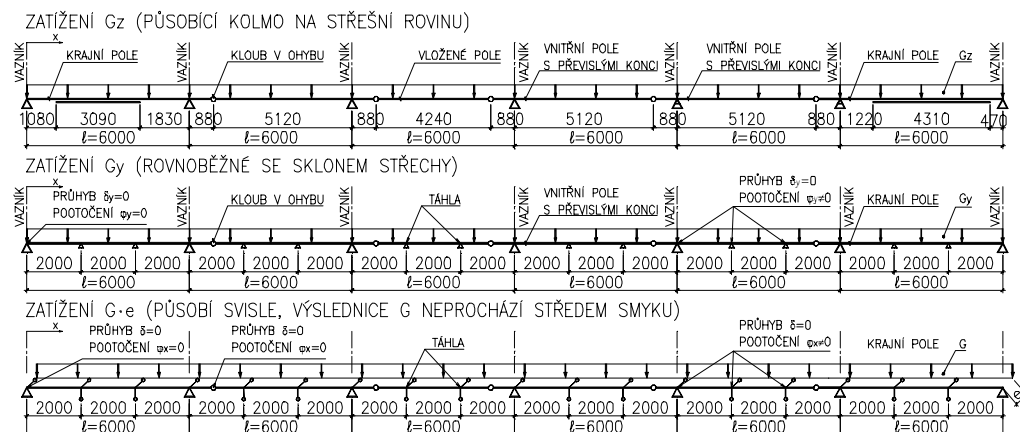 ZATÍŽENÍ Gz (PŮSOBÍCÍ KOLMO NA STŘEŠNÍ ROVINU)
VAZNÍK VAZNÍK VAZNÍK VAZNÍK VAZNÍK VAZNÍK
x KRAJNÍ POLE KLOUB V OHYBU VLOŽENÉ POLE VNITŘNÍ POLE S PŘEVISLÝMI KONCI VNITŘNÍ POLE S PŘEVISLÝMI KONCI KRAJNÍ POLE Gz
1080 3090 1830 880 5120 880 4240 880 5120 880 5120 880 1220 4310 470
ℓ=6000 ℓ=6000 ℓ=6000 ℓ=6000 ℓ=6000 ℓ=6000
ZATÍŽENÍ Gy (ROVNOBĚŽNÉ SE SKLONEM STŘECHY)
VAZNÍK VAZNÍK VAZNÍK VAZNÍK VAZNÍK VAZNÍK
x PRŮHYB δy=0 POOTOČENÍ φy=0 KLOUB V OHYBU TÁHLA VNITŘNÍ POLE S PŘEVISLÝMI KONCI PRŮHYB δy=0 POOTOČENÍ φy≠0 KRAJNÍ POLE Gy
2000 2000 2000 2000 2000 2000 2000 2000 2000 2000 2000 2000 2000 2000 2000 2000 2000 2000
ℓ=6000 ℓ=6000 ℓ=6000 ℓ=6000 ℓ=6000 ℓ=6000
ZATÍŽENÍ G·e (PŮSOBÍ SVISLE, VÝSLEDNICE G NEPROCHÁZÍ STŘEDEM SMYKU)
x PRŮHYB δ=0 POOTOČENÍ φx=0 PRŮHYB δ=0 POOTOČENÍ φx=0 TÁHLA PRŮHYB δ=0 POOTOČENÍ φx≠0 KRAJNÍ POLE G
2000 2000 2000 2000 2000 2000 2000 2000 2000 2000 2000 2000 2000 2000 2000 2000 2000 2000
ℓ=6000 ℓ=6000 ℓ=6000 ℓ=6000 ℓ=6000 ℓ=6000